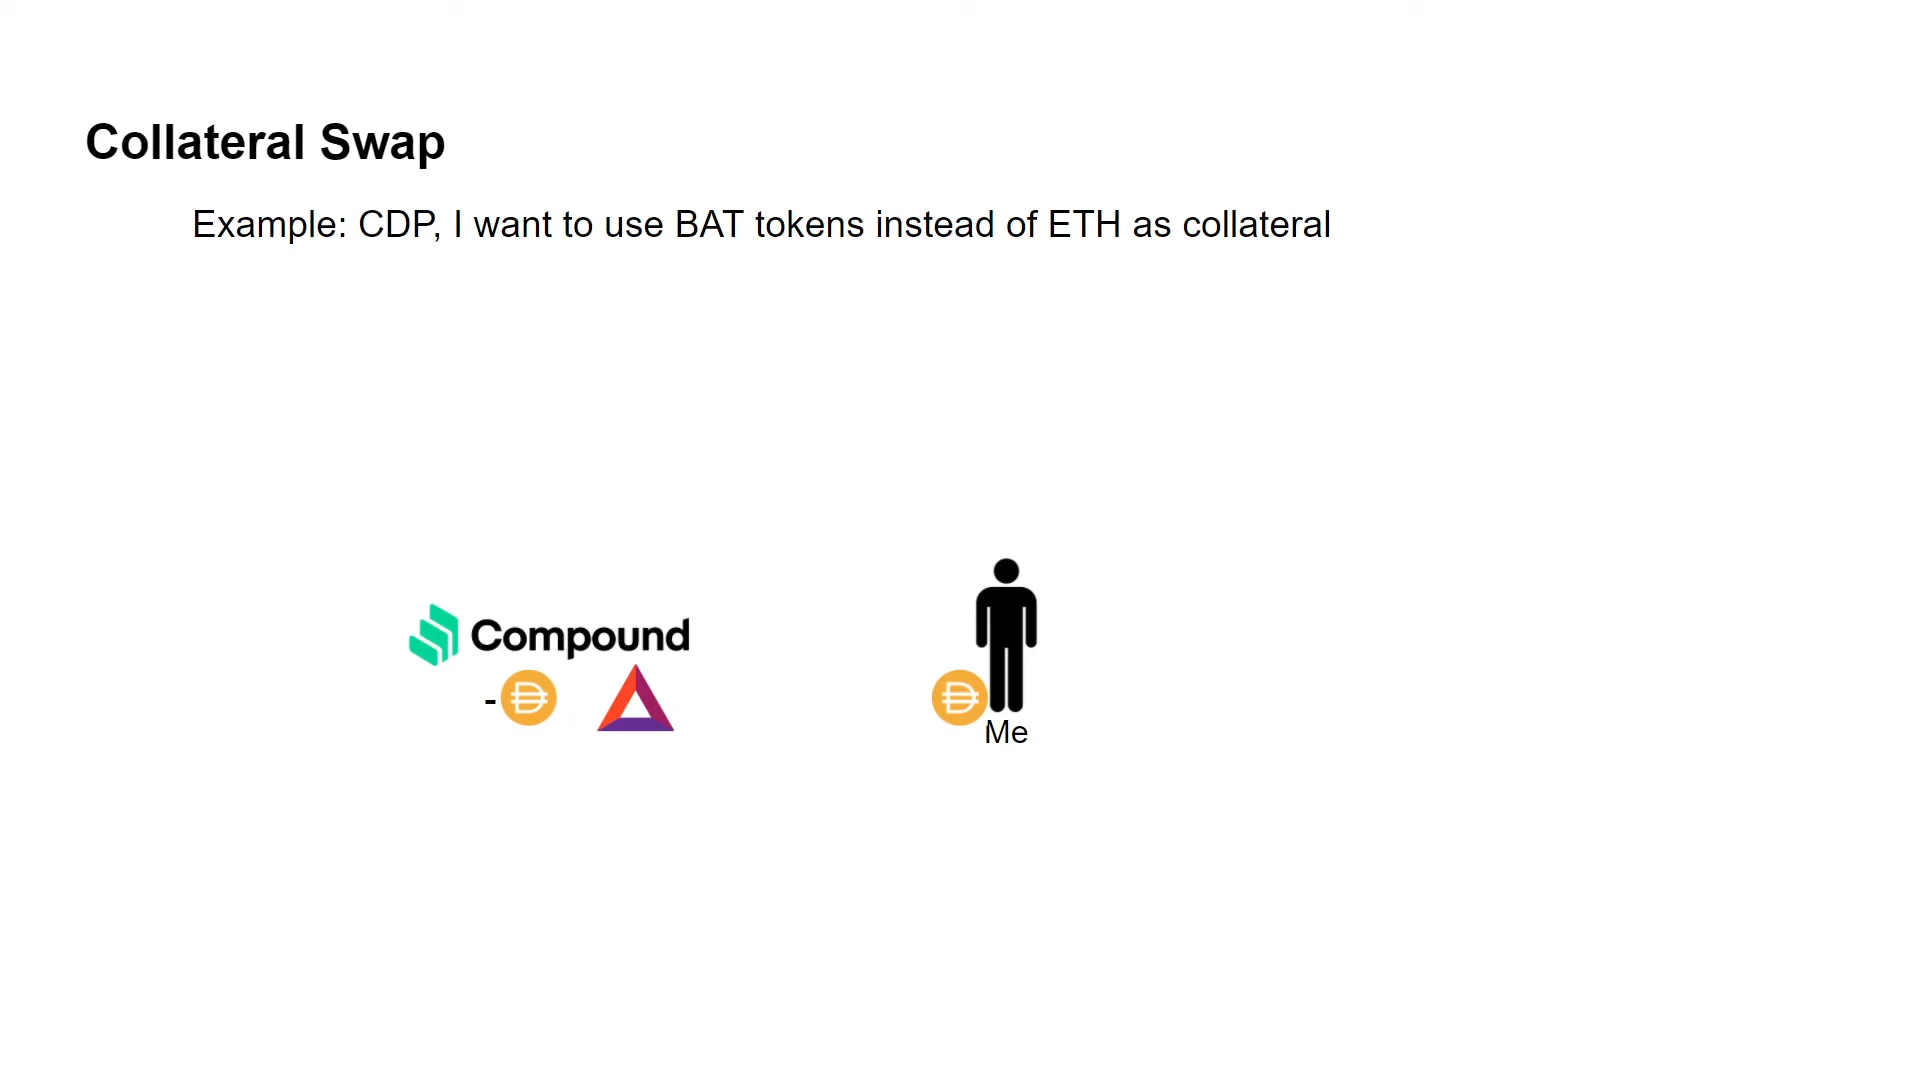 Collateral Swap
Example: CDP, I want to use BAT tokens instead of ETH as collateral
Compound
-
Me